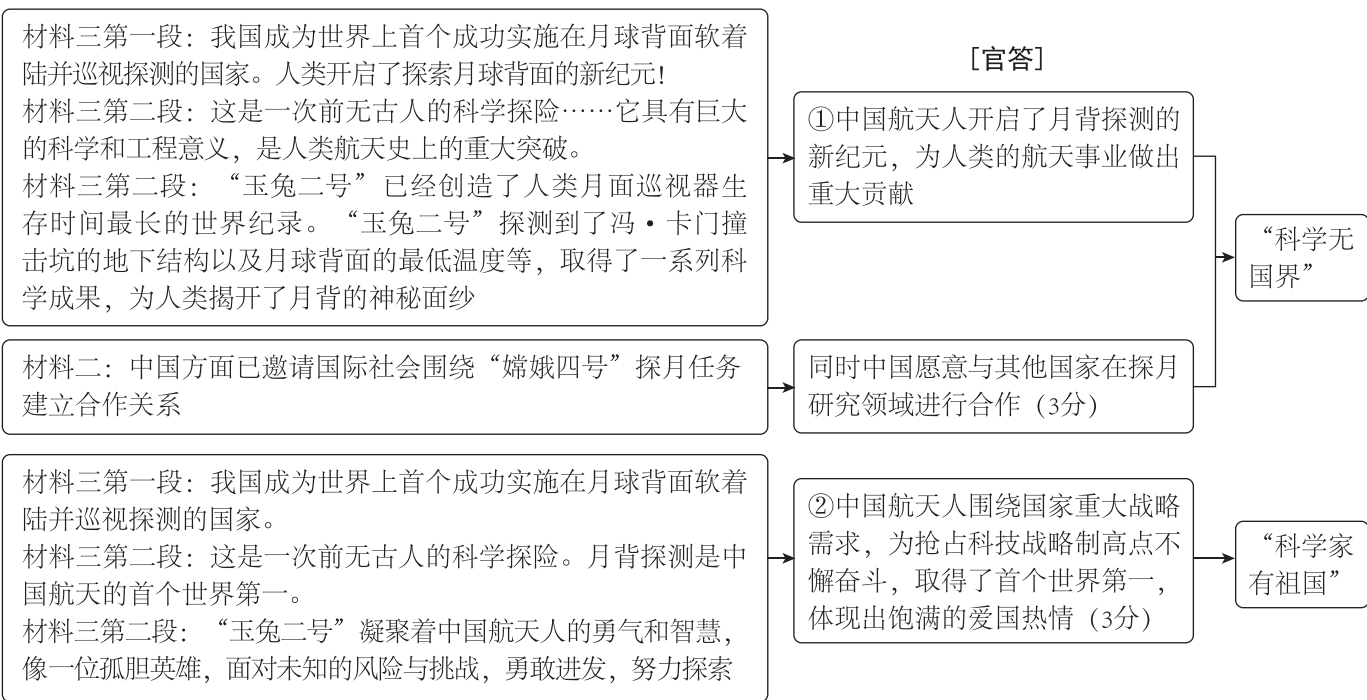 材料三第一段：我国成为世界上首个成功实施在月球背面软着
陆并巡视探测的国家。人类开启了探索月球背面的新纪元！
材料三第二段：这是一次前无古人的科学探险……它具有巨大
的科学和工程意义，是人类航天史上的重大突破。
材料三第二段：“玉兔二号”已经创造了人类月面巡视器生
存时间最长的世界纪录。“玉兔二号”探测到了冯·卡门撞
击坑的地下结构以及月球背面的最低温度等，取得了一系列科
学成果，为人类揭开了月背的神秘面纱
[官答]
①中国航天人开启了月背探测的
新纪元，为人类的航天事业做出
重大贡献
“科学无
国界”
材料二：中国方面已邀请国际社会围绕“嫦娥四号”探月任务
建立合作关系
同时中国愿意与其他国家在探月
研究领域进行合作（3分）
材料三第一段：我国成为世界上首个成功实施在月球背面软着
陆并巡视探测的国家。
材料三第二段：这是一次前无古人的科学探险。月背探测是中
国航天的首个世界第一。
材料三第二段：“玉兔二号”凝聚着中国航天人的勇气和智慧，
像一位孤胆英雄，面对未知的风险与挑战，勇敢进发，努力探索
②中国航天人围绕国家重大战略
需求，为抢占科技战略制高点不
懈奋斗，取得了首个世界第一，
体现出饱满的爱国热情（3分）
“科学家
有祖国”